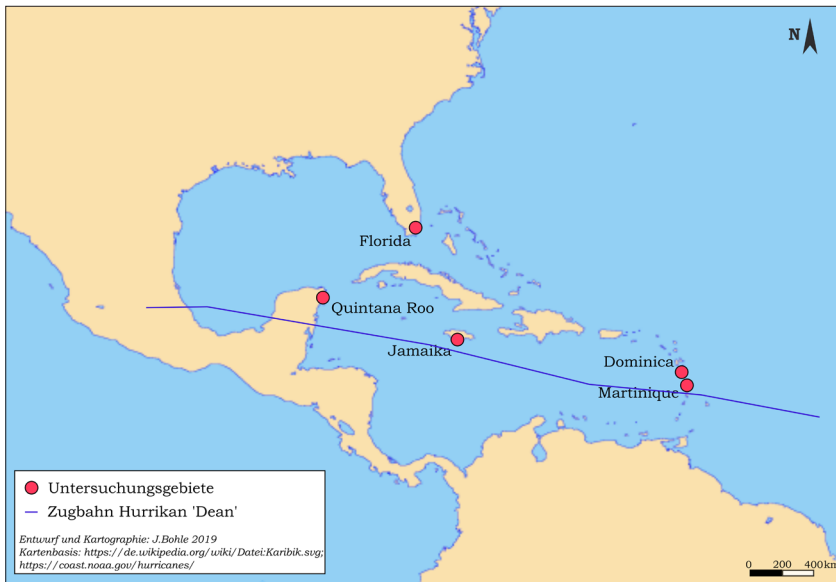 N
Florida
Quintana Roo
Jamaika
Dominica
Martinique
Untersuchungsgebiete
Zugbahn Hurrikan 'Dean'
Entwurf und Kartographie: J.Bohle 2019
Kartenbasis: https://de.wikipedia.org/wiki/Datei:Karibik.svg;
https://coast.noaa.gov/hurricanes/
0 200 400km